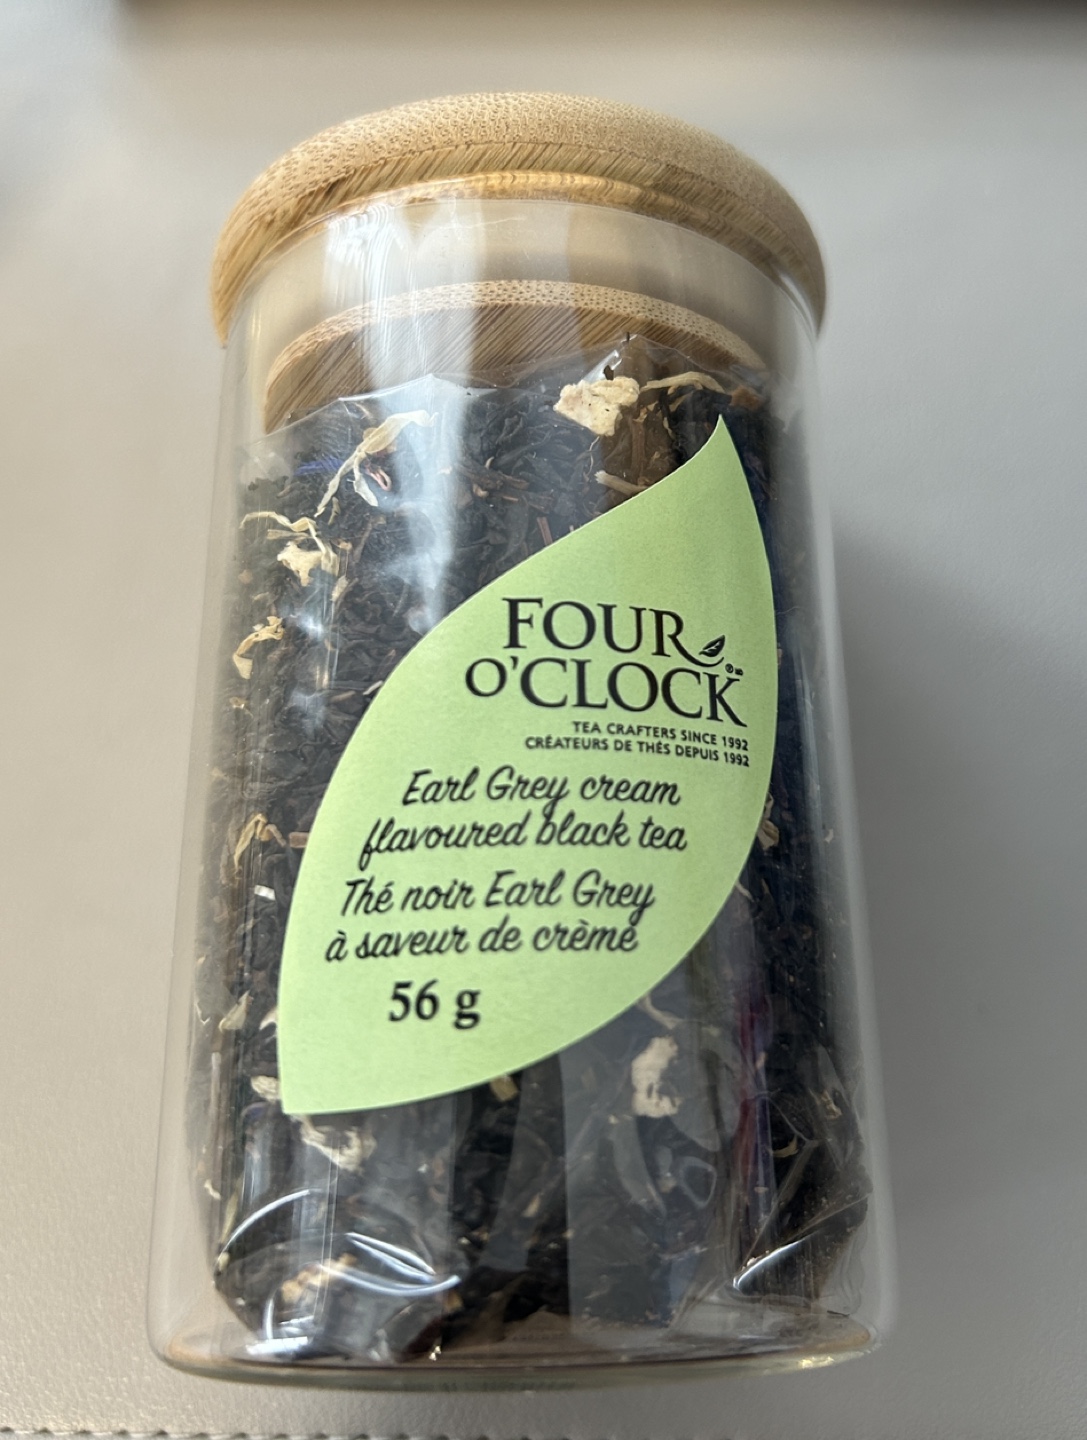 FOUR
O'CLOCK
TEA CRAFTERS SINCE 1992
CRÉATEURS DE THÉS DEPUIS 1992
Earl Grey cream
flavoured black tea
Thé noir Earl Grey
à saveur de crème
56 g